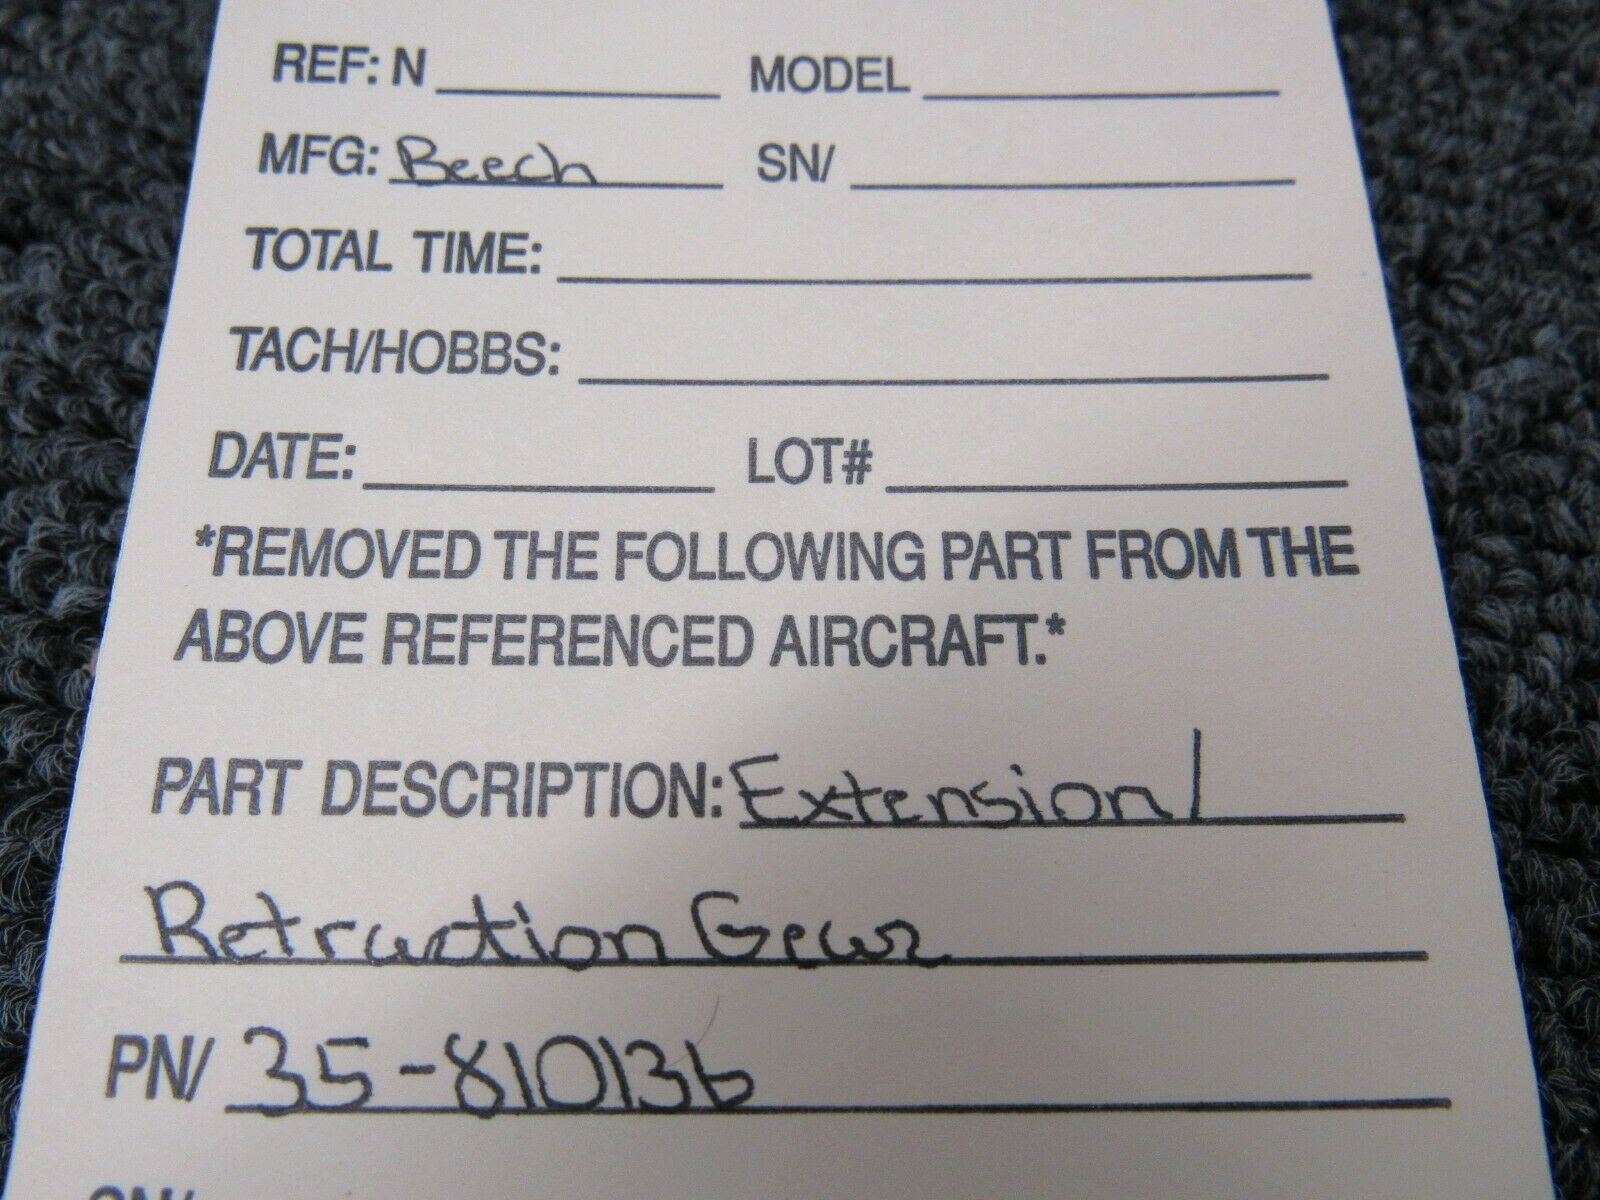 REF: N MODEL
MFG: Beech SN/
TOTAL TIME:
TACH/HOBBS:
DATE: LOT#
*REMOVED THE FOLLOWING PART FROM THE
ABOVE REFERENCED AIRCRAFT.*
PART DESCRIPTION: Extension/
Retraction Gear
PN/ 35-810136